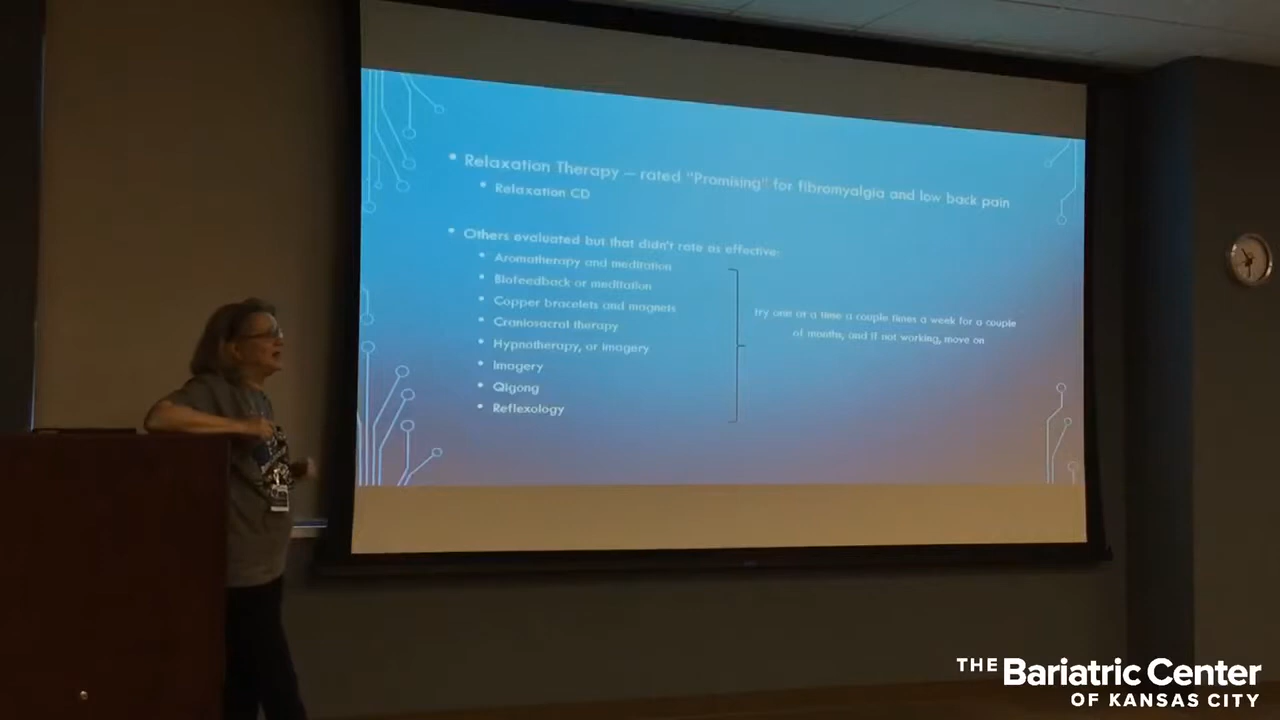 Relaxation Therapy – rated "Promising" for fibromyalgia and low back pain
Relaxation CD
Others evaluated but that didn't rate as effective:
Aromatherapy and meditation
Biofeedback or meditation
Copper bracelets and magnets
Craniosacral therapy
Hypnotherapy, or imagery
Imagery
Qigong
Reflexology
try one at a time a couple times a week for a couple
of months, and if not working, move on
THE Bariatric Center
OF KANSAS CITY